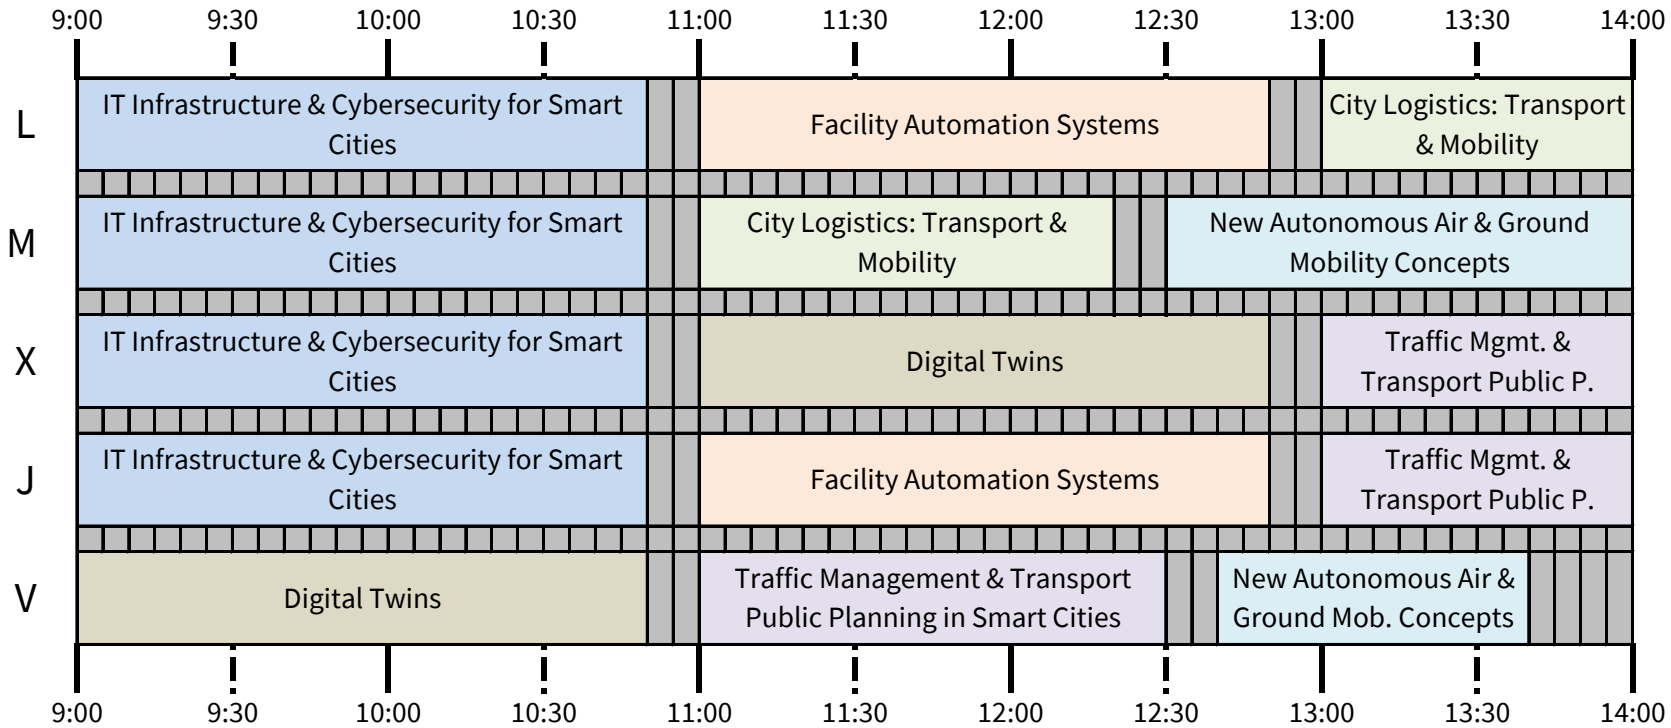 9:00 9:30 10:00 10:30 11:00 11:30 12:00 12:30 13:00 13:30 14:00
L
IT Infrastructure & Cybersecurity for Smart
Cities
Facility Automation Systems
City Logistics: Transport
& Mobility
M
IT Infrastructure & Cybersecurity for Smart
Cities
City Logistics: Transport &
Mobility
New Autonomous Air & Ground
Mobility Concepts
X
IT Infrastructure & Cybersecurity for Smart
Cities
Digital Twins
Traffic Mgmt. &
Transport Public P.
J
IT Infrastructure & Cybersecurity for Smart
Cities
Facility Automation Systems
Traffic Mgmt. &
Transport Public P.
V
Digital Twins
Traffic Management & Transport
Public Planning in Smart Cities
New Autonomous Air &
Ground Mob. Concepts
9:00 9:30 10:00 10:30 11:00 11:30 12:00 12:30 13:00 13:30 14:00